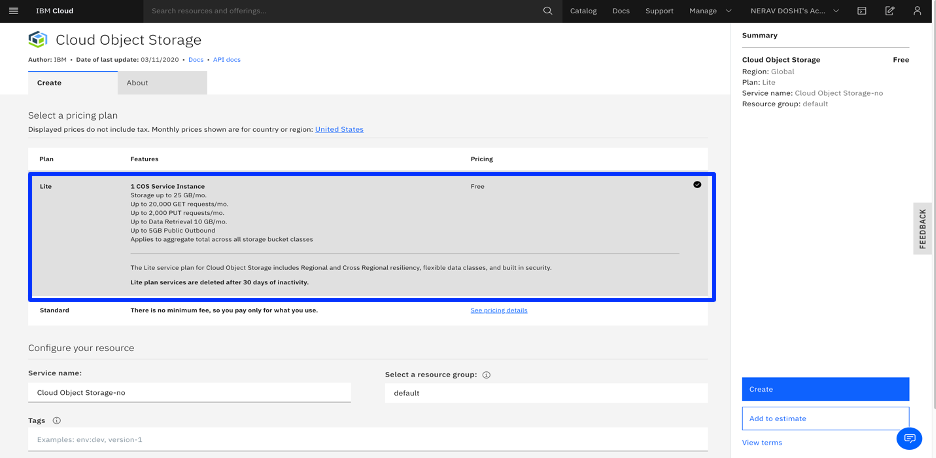 IBM Cloud
Search resources and offerings...
Catalog Docs Support Manage NERAV DOSHI's Ac...
Cloud Object Storage
Author: IBM • Date of last update: 03/11/2020 • Docs • API docs
Create About
Select a pricing plan
Displayed prices do not include tax. Monthly prices shown are for country or region: United States
Plan Features Pricing
Lite 1 COS Service Instance Free
Storage up to 25 GB/mo.
Up to 20,000 GET requests/mo.
Up to 2,000 PUT requests/mo.
Up to Data Retrieval 10 GB/mo.
Up to 5GB Public Outbound
Applies to aggregate total across all storage bucket classes
The Lite service plan for Cloud Object Storage includes Regional and Cross Regional resiliency, flexible data classes, and built in security.
Lite plan services are deleted after 30 days of inactivity.
Standard There is no minimum fee, so you pay only for what you use. See pricing details
Configure your resource
Service name:
Cloud Object Storage-no
Select a resource group:
default
Tags
Examples: env:dev, version-1
Summary
Cloud Object Storage Free
Region: Global
Plan: Lite
Service name: Cloud Object Storage-no
Resource group: default
FEEDBACK
Create
Add to estimate
View terms